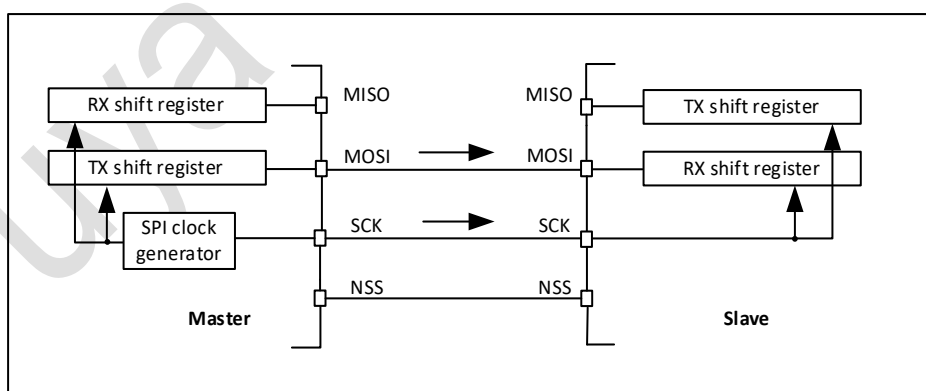 MISO
MISO
RX shift register
TX shift register
MOSI
MOSI
TX shift register
RX shift register
SCK
SCK
SPI clock
generator
NSS
NSS
Master
Slave
uya